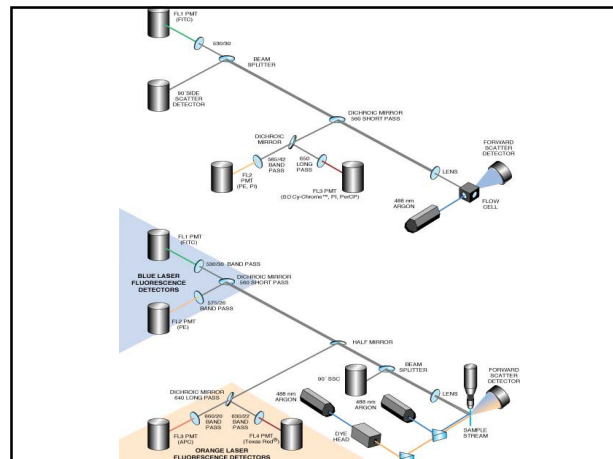 FL1 PMT
(FITC)
530/30
BEAM
SPLITTER
90°SIDE
SCATTER
DETECTOR
DICHROIC MIRROR
560 SHORT PASS
DICHROIC
MIRROR
585/42
BAND
PASS
650
LONG
PASS
FL2
PMT
(PE, PI)
FL3 PMT
(BD Cy-Chrome™, PI, PerCP)
LENS
FORWARD
SCATTER
DETECTOR
488 nm
ARGON
FLOW
CELL
FL1 PMT
(FITC)
530/30 BAND PASS
BLUE LASER
FLUORESCENCE
DETECTORS
DICHROIC MIRROR
560 SHORT PASS
575/26
BAND PASS
FL2 PMT
(PE)
HALF MIRROR
BEAM
SPLITTER
90° SSC
LENS
FORWARD
SCATTER
DETECTOR
DICHROIC MIRROR
640 LONG PASS
488 nm
ARGON
488 nm
ARGON
660/20
BAND
PASS
630/22
BAND
PASS
DYE
HEAD
SAMPLE
STREAM
FL3 PMT
(APC)
FL4 PMT
(Texas Red®)
ORANGE LASER
FLUORESCENCE DETECTORS